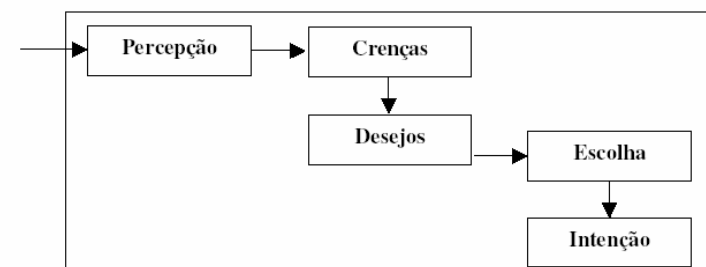 Percepção
Crenças
Desejos
Escolha
Intenção